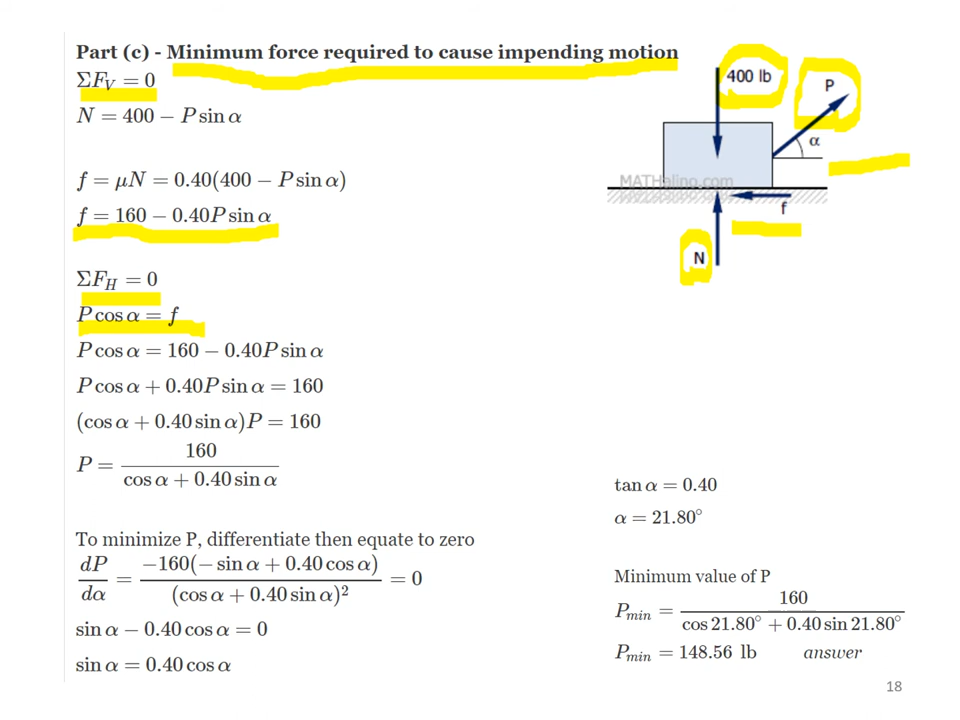 Part (c) - Minimum force required to cause impending motion
ΣF_V = 0
N = 400 − P sin α
f = μN = 0.40(400 − P sin α)
f = 160 − 0.40P sin α
ΣF_H = 0
P cos α = f
P cos α = 160 − 0.40P sin α
P cos α + 0.40P sin α = 160
(cos α + 0.40 sin α)P = 160
P = 160 / (cos α + 0.40 sin α)
To minimize P, differentiate then equate to zero
dP/dα = −160(− sin α + 0.40 cos α) / (cos α + 0.40 sin α)² = 0
sin α − 0.40 cos α = 0
sin α = 0.40 cos α
400 lb
P
α
MATHalino.com
f
N
tan α = 0.40
α = 21.80°
Minimum value of P
P_min = 160 / (cos 21.80° + 0.40 sin 21.80°)
P_min = 148.56 lb answer
18